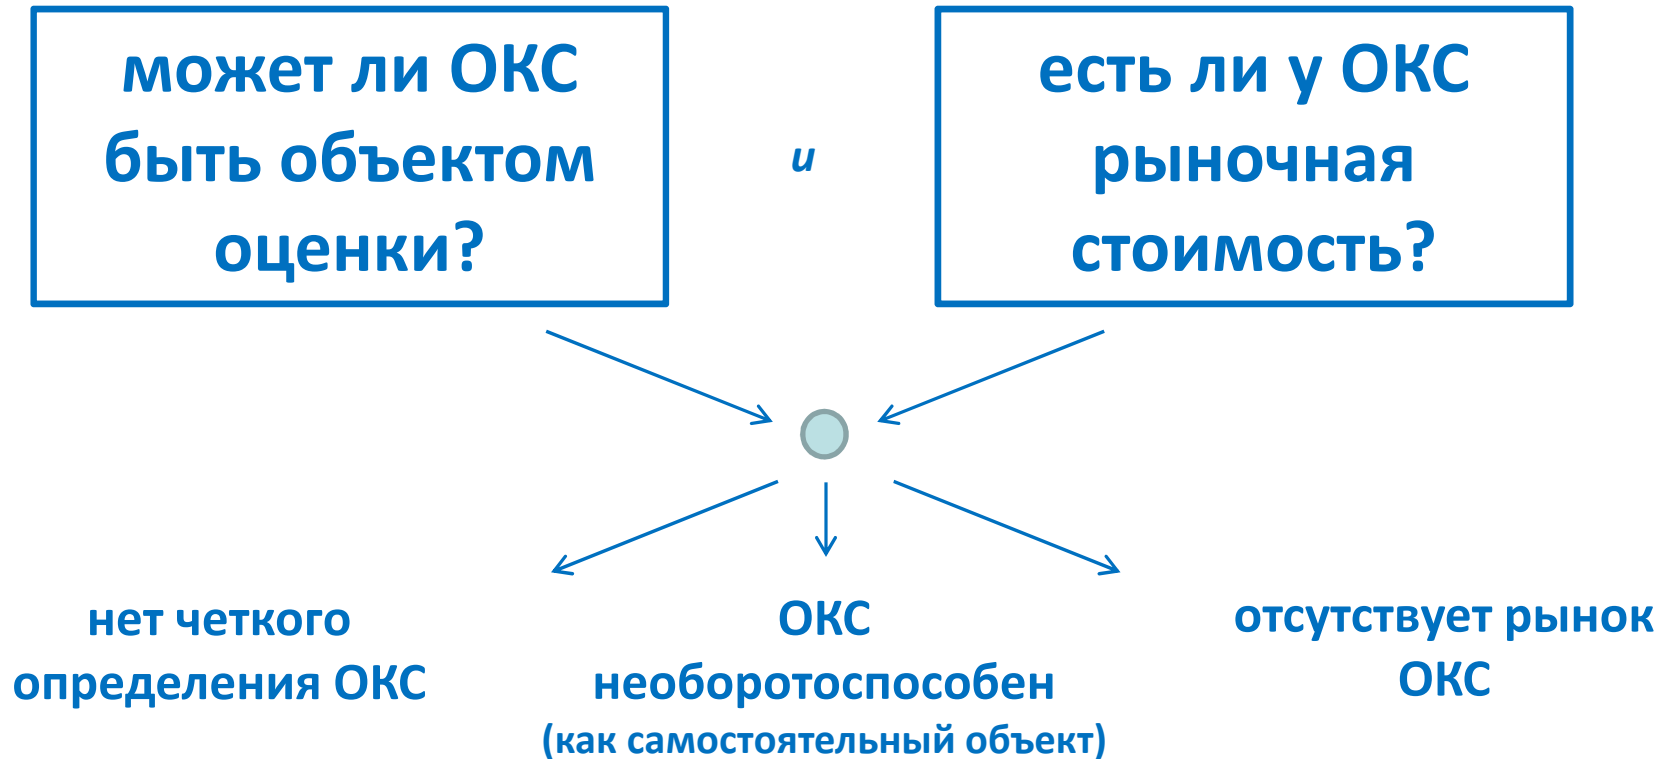 может ли ОКС
быть объектом
оценки?
и
есть ли у ОКС
рыночная
стоимость?
нет четкого
определения ОКС
ОКС
необоротоспособен
(как самостоятельный объект)
отсутствует рынок
ОКС